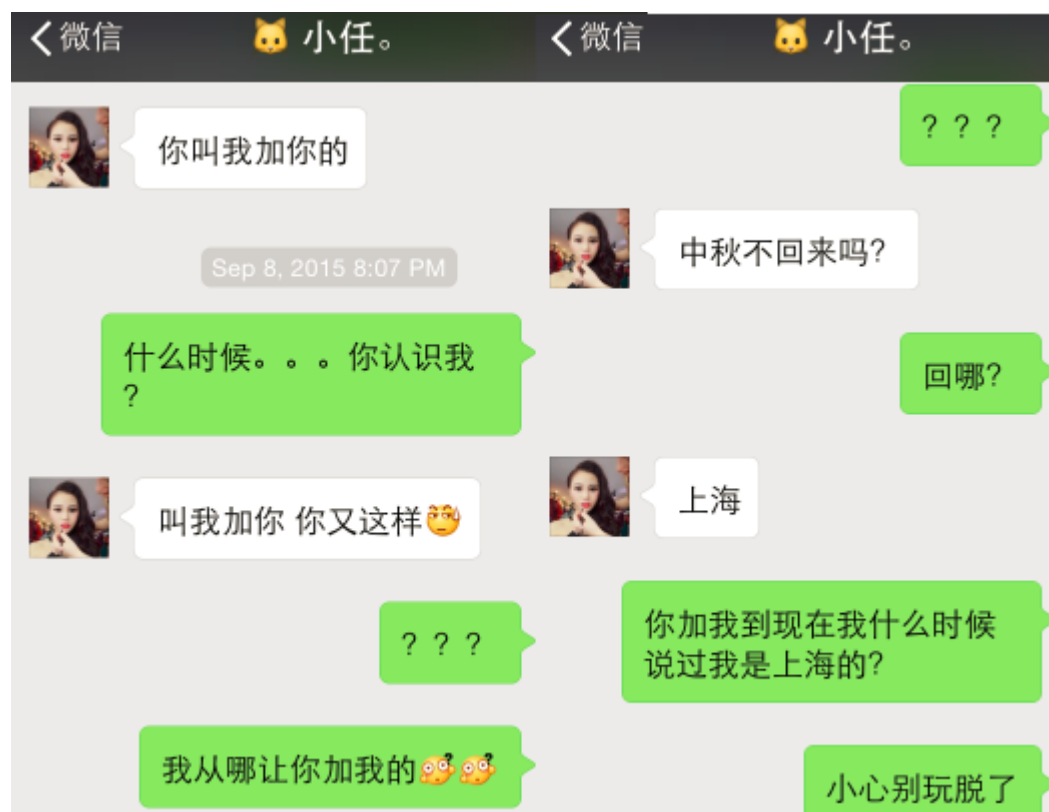 微信
🐱 小任。
你叫我加你的
Sep 8, 2015 8:07 PM
什么时候。。。你认识我
?
叫我加你 你又这样
? ? ?
我从哪让你加我的
微信
🐱 小任。
? ? ?
中秋不回来吗?
回哪?
上海
你加我到现在我什么时候
说过我是上海的?
小心别玩脱了